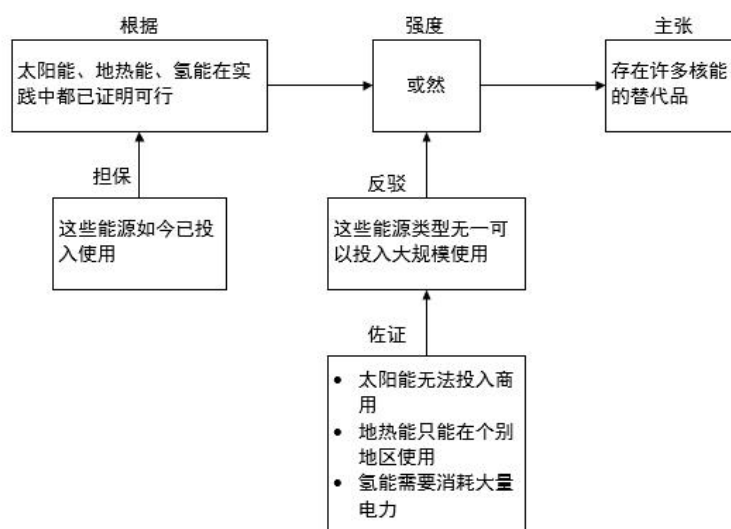 根据
强度
主张
太阳能、地热能、氢能在实
践中都已证明可行
或然
存在许多核能
的替代品
担保
反驳
这些能源如今已投
入使用
这些能源类型无一可
以投入大规模使用
佐证
• 太阳能无法投入商
用
• 地热能只能在个别
地区使用
• 氢能需要消耗大量
电力